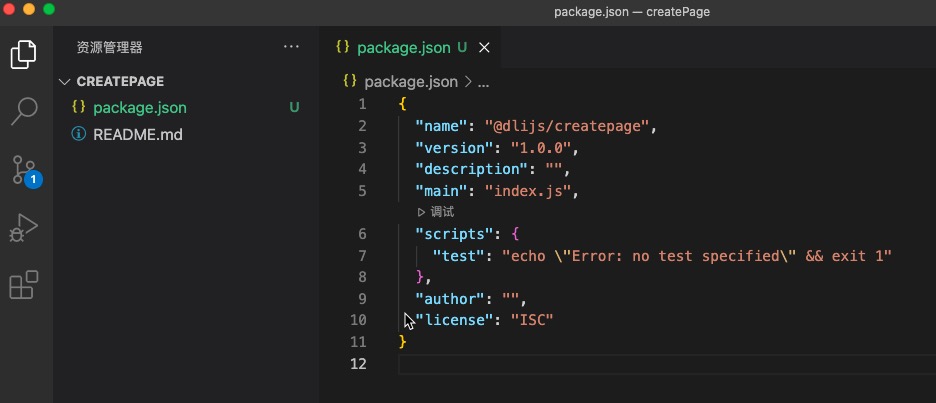 package.json — createPage
资源管理器
CREATEPAGE
{} package.json U
README.md
{} package.json U
{} package.json > ...
1 {
2 "name": "@dlijs/createpage",
3 "version": "1.0.0",
4 "description": "",
5 "main": "index.js",
调试
6 "scripts": {
7 "test": "echo \"Error: no test specified\" && exit 1"
8 },
9 "author": "",
10 "license": "ISC"
11 }
12
1